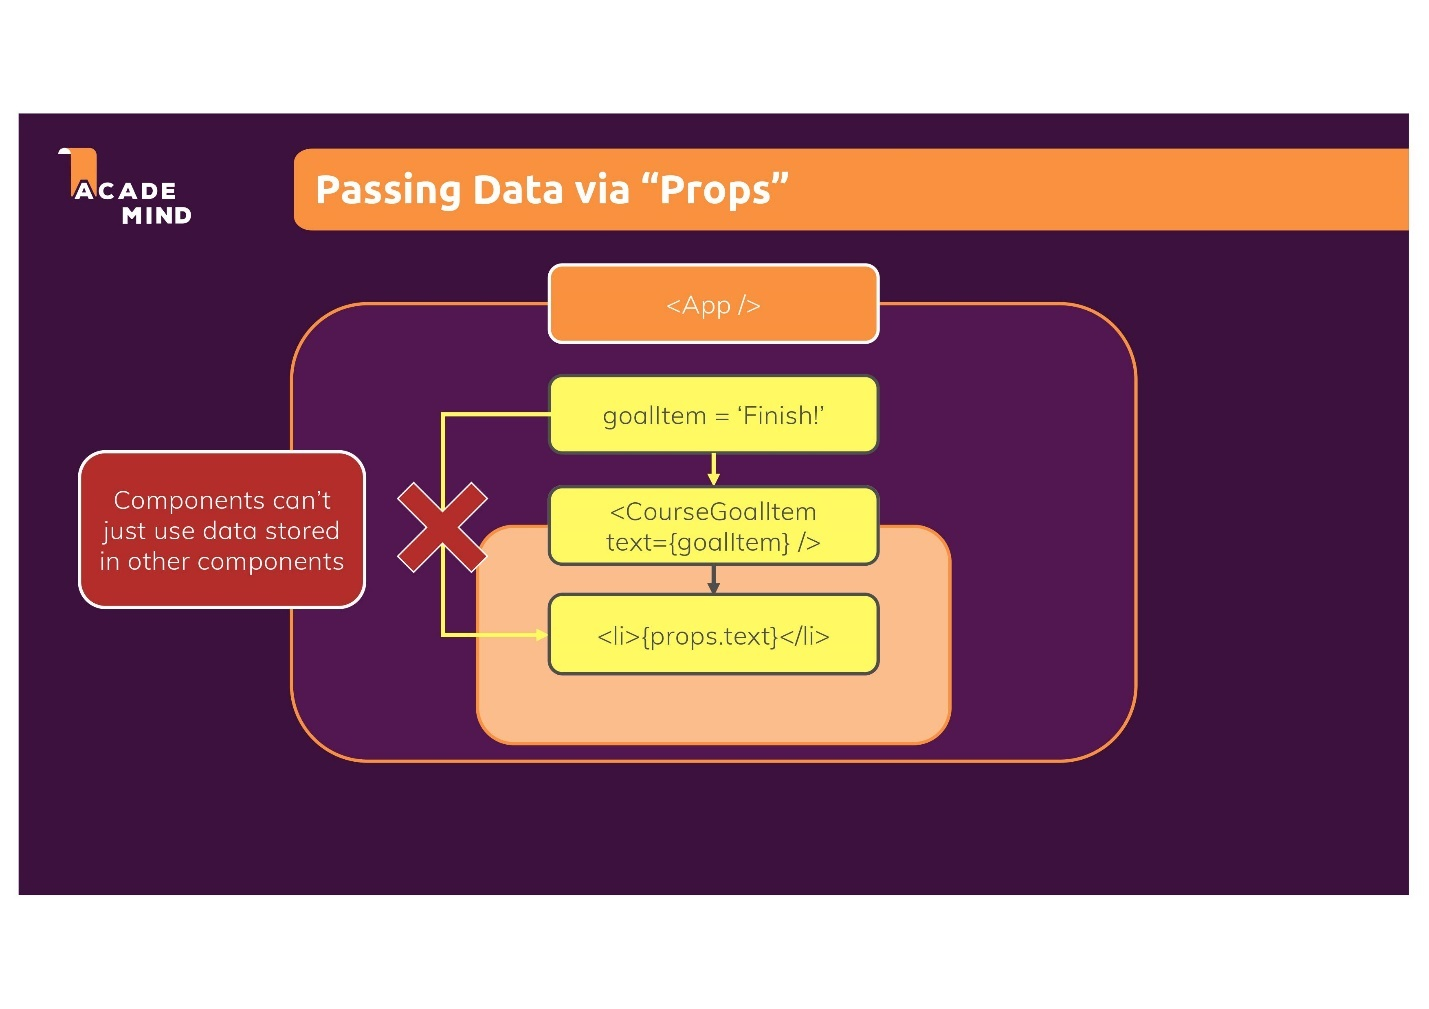 ACADE
MIND
Passing Data via “Props”
<App />
goalItem = ‘Finish!’
Components can’t
just use data stored
in other components
<CourseGoalItem
text={goalItem} />
<li>{props.text}</li>